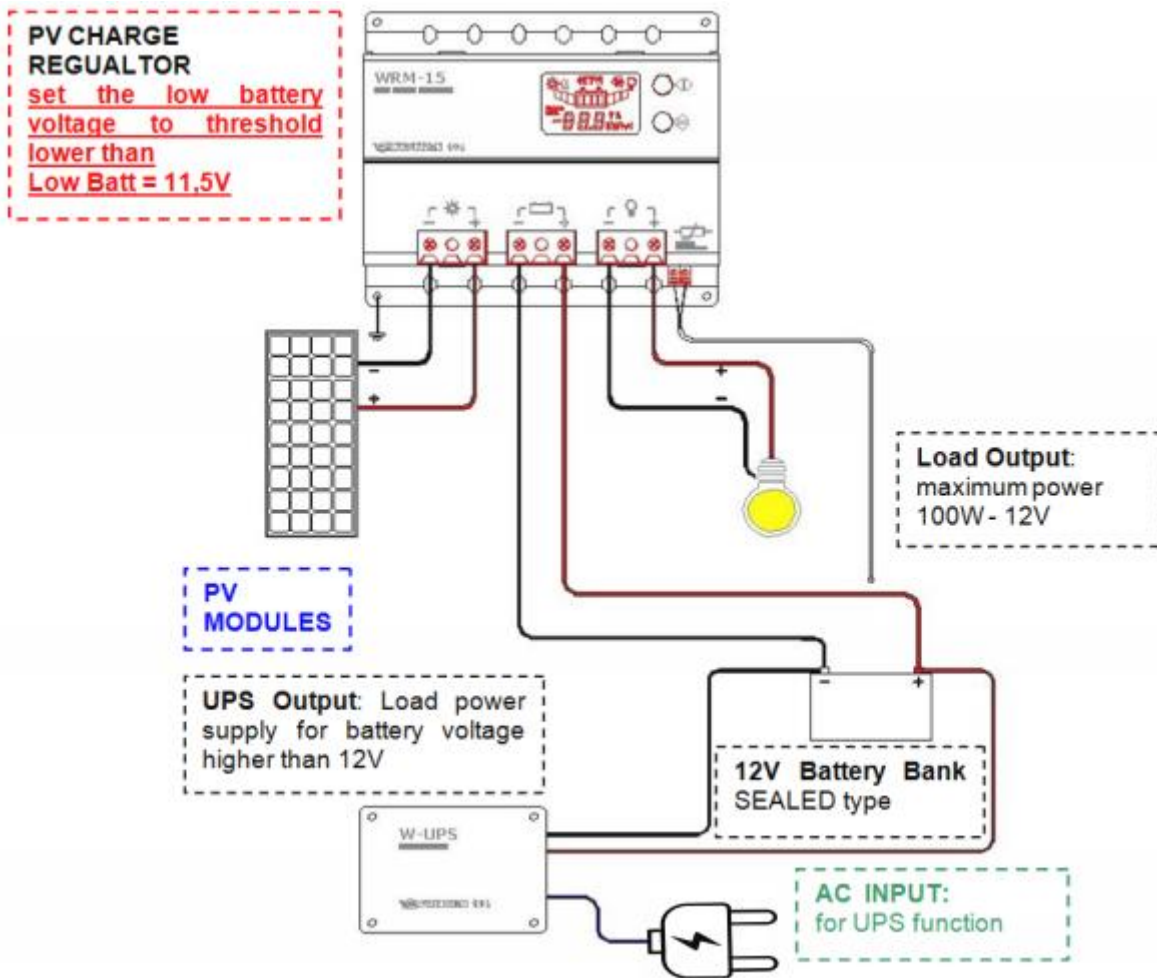 PV CHARGE
REGUALTOR
set the low battery
voltage to threshold
lower than
Low Batt = 11,5V
WRM-15
- + - + - +
-
+
+
-
Load Output:
maximum power
100W - 12V
PV
MODULES
UPS Output: Load power
supply for battery voltage
higher than 12V
- +
12V Battery Bank
SEALED type
W-UPS
AC INPUT:
for UPS function